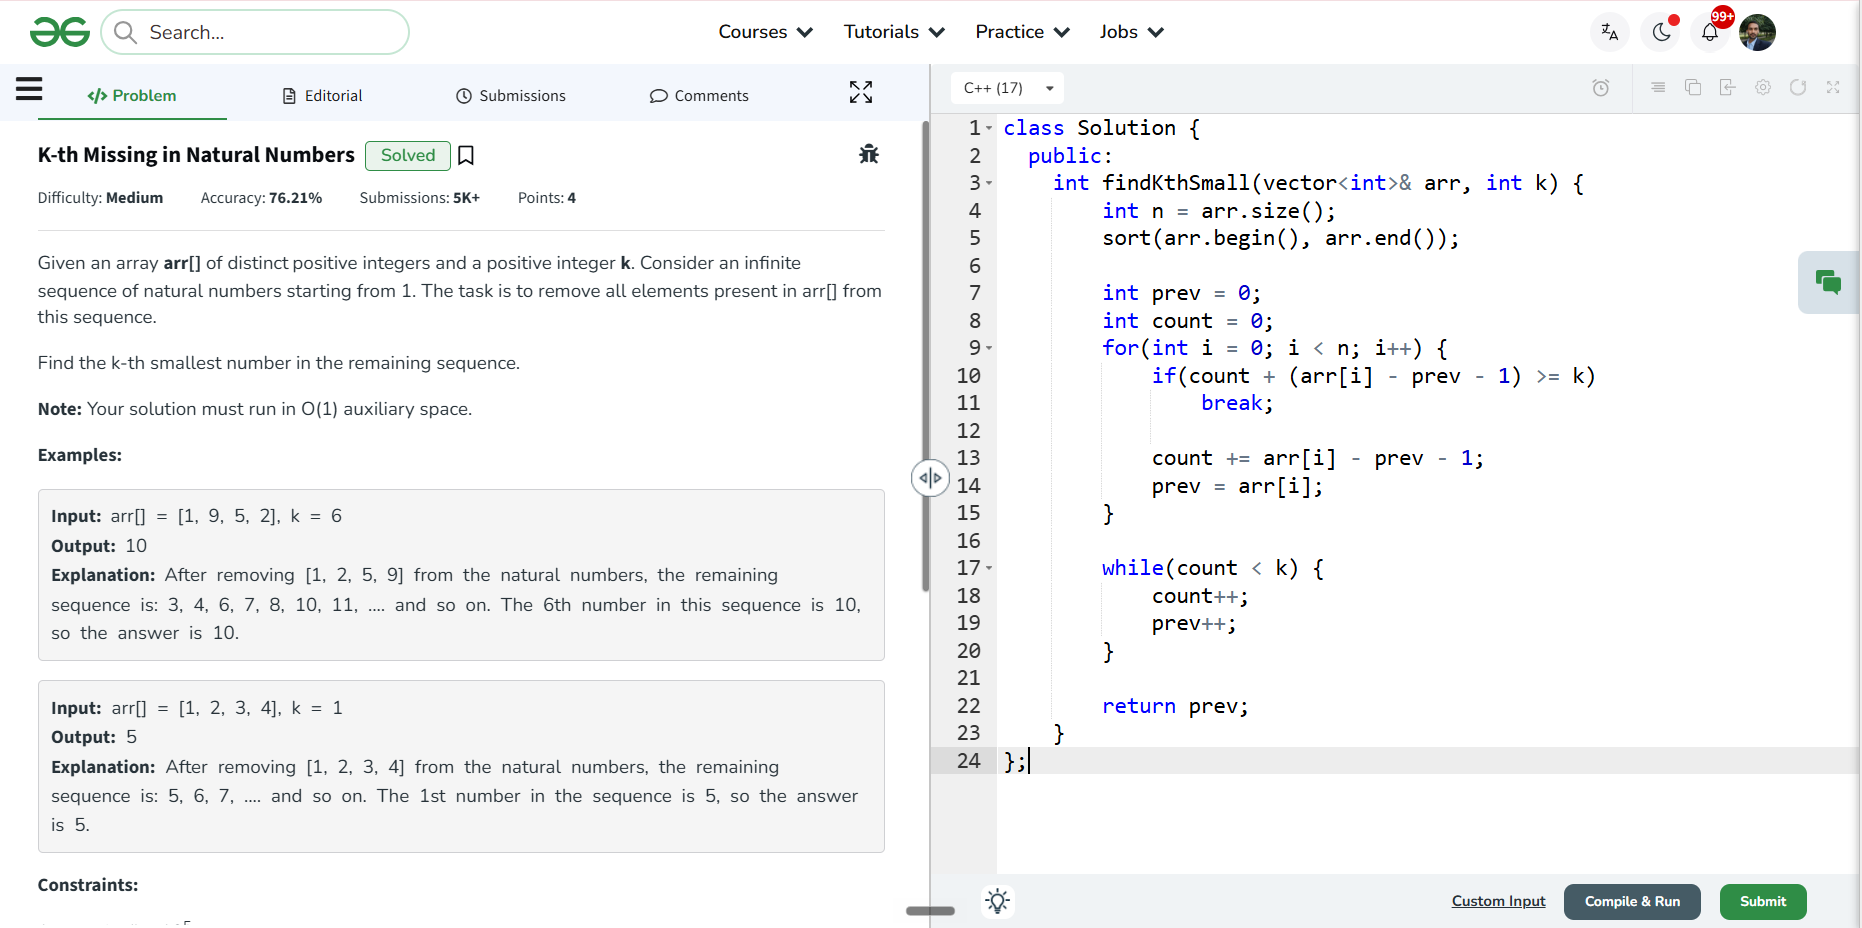 Search...
Courses
Tutorials
Practice
Jobs
99+
Problem
Editorial
Submissions
Comments
K-th Missing in Natural Numbers
Solved
Difficulty: Medium
Accuracy: 76.21%
Submissions: 5K+
Points: 4
Given an array arr[] of distinct positive integers and a positive integer k. Consider an infinite
sequence of natural numbers starting from 1. The task is to remove all elements present in arr[] from
this sequence.
Find the k-th smallest number in the remaining sequence.
Note: Your solution must run in O(1) auxiliary space.
Examples:
Input: arr[] = [1, 9, 5, 2], k = 6
Output: 10
Explanation: After removing [1, 2, 5, 9] from the natural numbers, the remaining
sequence is: 3, 4, 6, 7, 8, 10, 11, .... and so on. The 6th number in this sequence is 10,
so the answer is 10.
Input: arr[] = [1, 2, 3, 4], k = 1
Output: 5
Explanation: After removing [1, 2, 3, 4] from the natural numbers, the remaining
sequence is: 5, 6, 7, .... and so on. The 1st number in the sequence is 5, so the answer
is 5.
Constraints:
C++ (17)
1 class Solution {
2 public:
3 int findKthSmall(vector<int>& arr, int k) {
4 int n = arr.size();
5 sort(arr.begin(), arr.end());
6
7 int prev = 0;
8 int count = 0;
9 for(int i = 0; i < n; i++) {
10 if(count + (arr[i] - prev - 1) >= k)
11 break;
12
13 count += arr[i] - prev - 1;
14 prev = arr[i];
15 }
16
17 while(count < k) {
18 count++;
19 prev++;
20 }
21
22 return prev;
23 }
24 };
Custom Input
Compile & Run
Submit